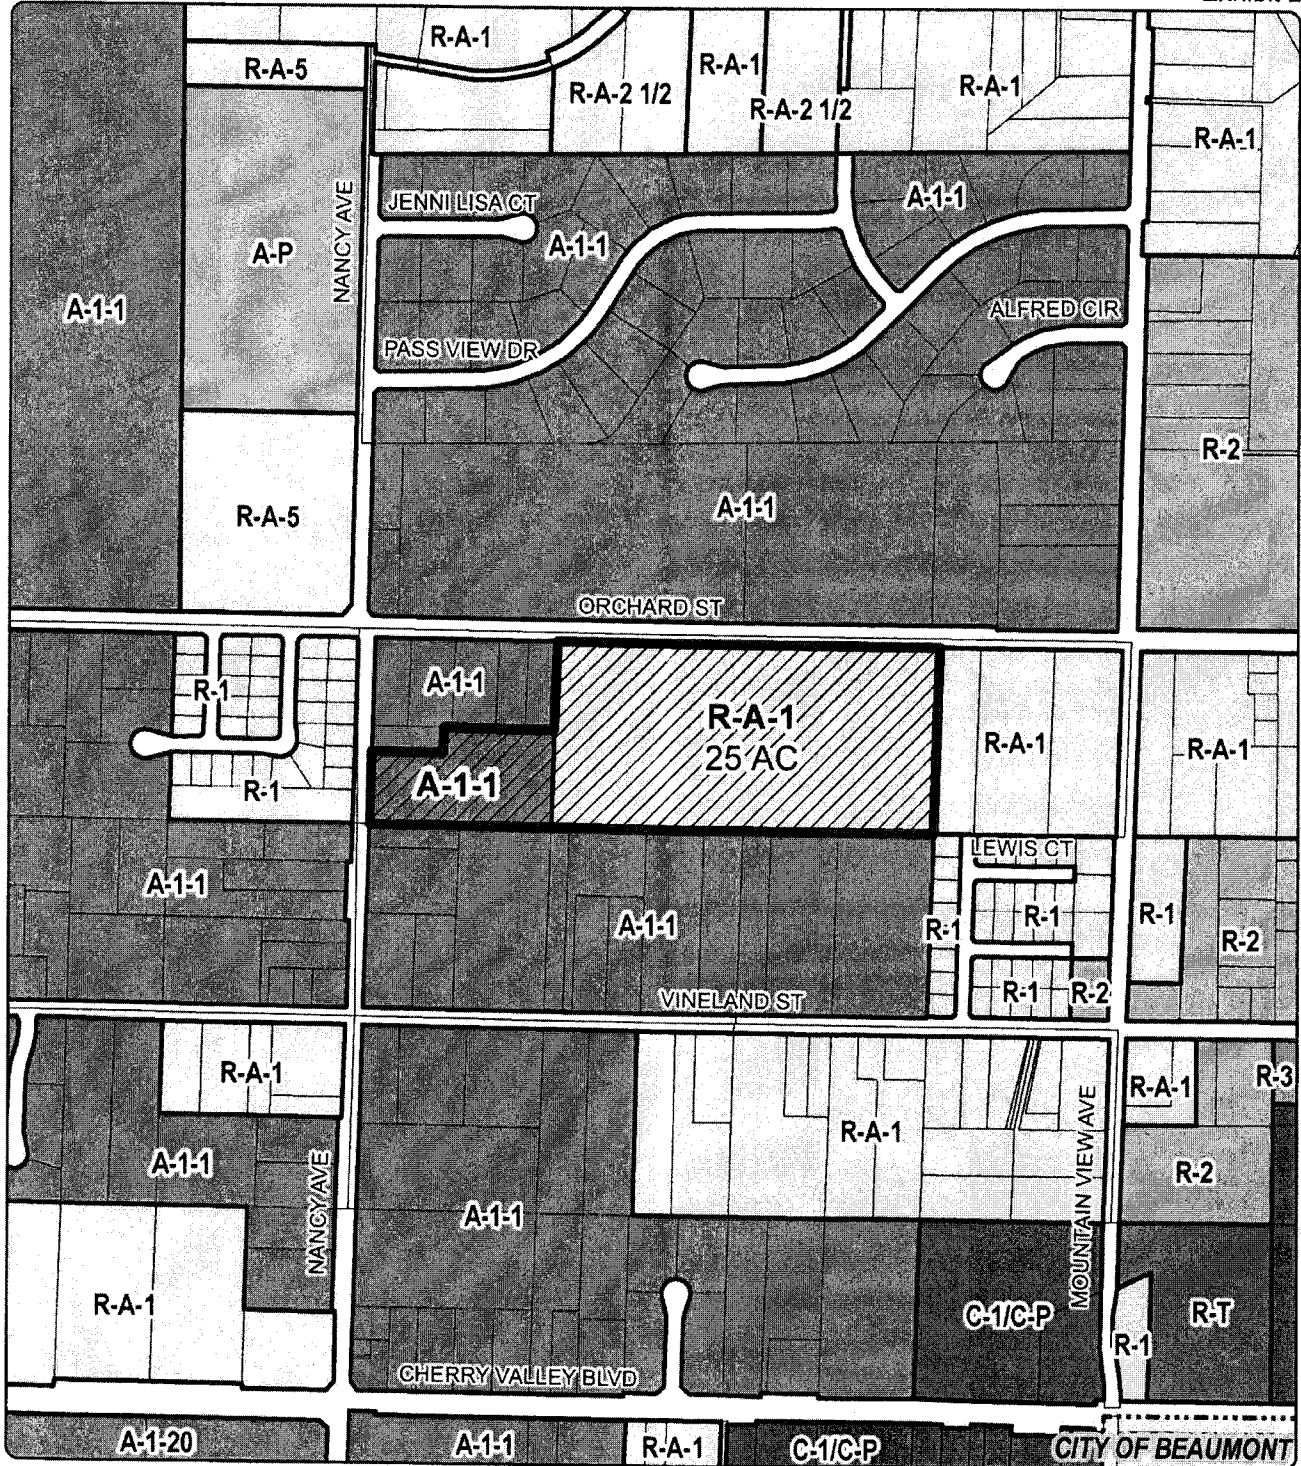 R-A-1
R-A-5
R-A-2 1/2
R-A-1
R-A-2 1/2
R-A-1
R-A-1
NANCY AVE
JENNI LISA CT
A-1-1
A-1-1
A-P
A-1-1
ALFRED CIR
PASS VIEW DR
R-2
R-A-5
A-1-1
ORCHARD ST
R-1
A-1-1
R-A-1
25 AC
R-A-1
R-A-1
R-1
A-1-1
LEWIS CT
A-1-1
A-1-1
R-1
R-1
R-1
R-2
R-1
R-2
VINELAND ST
R-A-1
R-A-1
R-3
R-A-1
A-1-1
NANCY AVE
MOUNTAIN VIEW AVE
R-2
A-1-1
R-A-1
C-1/C-P
R-1
R-T
CHERRY VALLEY BLVD
A-1-20
A-1-1
R-A-1
C-1/C-P
CITY OF BEAUMONT